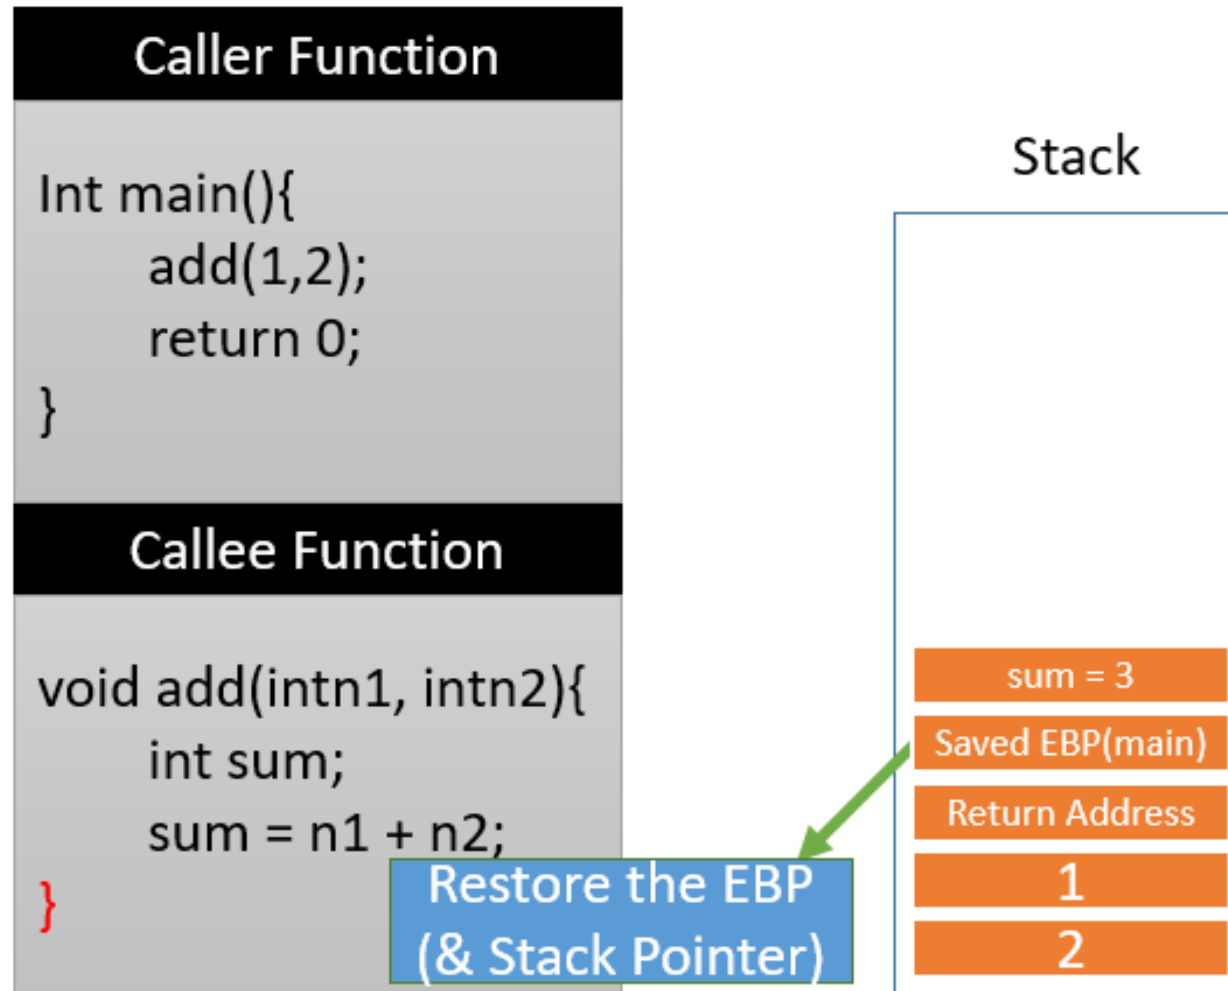 Caller Function
Int main(){
add(1,2);
return 0;
}
Callee Function
void add(intn1, intn2){
int sum;
sum = n1 + n2;
}
Restore the EBP
(& Stack Pointer)
Stack
sum = 3
Saved EBP(main)
Return Address
1
2